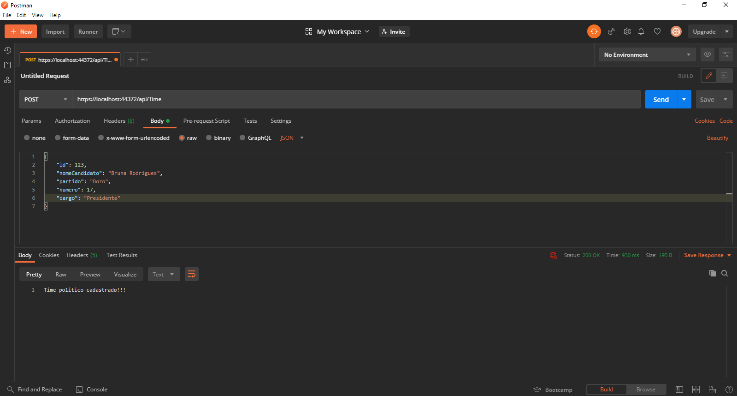 Postman
File Edit View Help
+ New Import Runner My Workspace Invite Upgrade
POST https://localhost:44372/api/Ti... + ...
No Environment
Untitled Request BUILD
POST https://localhost:44372/api/Time Send Save
Params Authorization Headers (8) Body Pre-request Script Tests Settings Cookies Code
none form-data x-www-form-urlencoded raw binary GraphQL JSON Beautify
1 {
2 "id": 123,
3 "nomeCandidato": "Bruna Rodrigues",
4 "partido": "Bozo",
5 "numero": 17,
6 "cargo": "Presidente"
7 }
Body Cookies Headers (5) Test Results Status: 200 OK Time: ms Size: 195 B Save Response
Pretty Raw Preview Visualize Text
1 Time politico cadastrado!!!
Find and Replace Console Bootcamp Build Browse